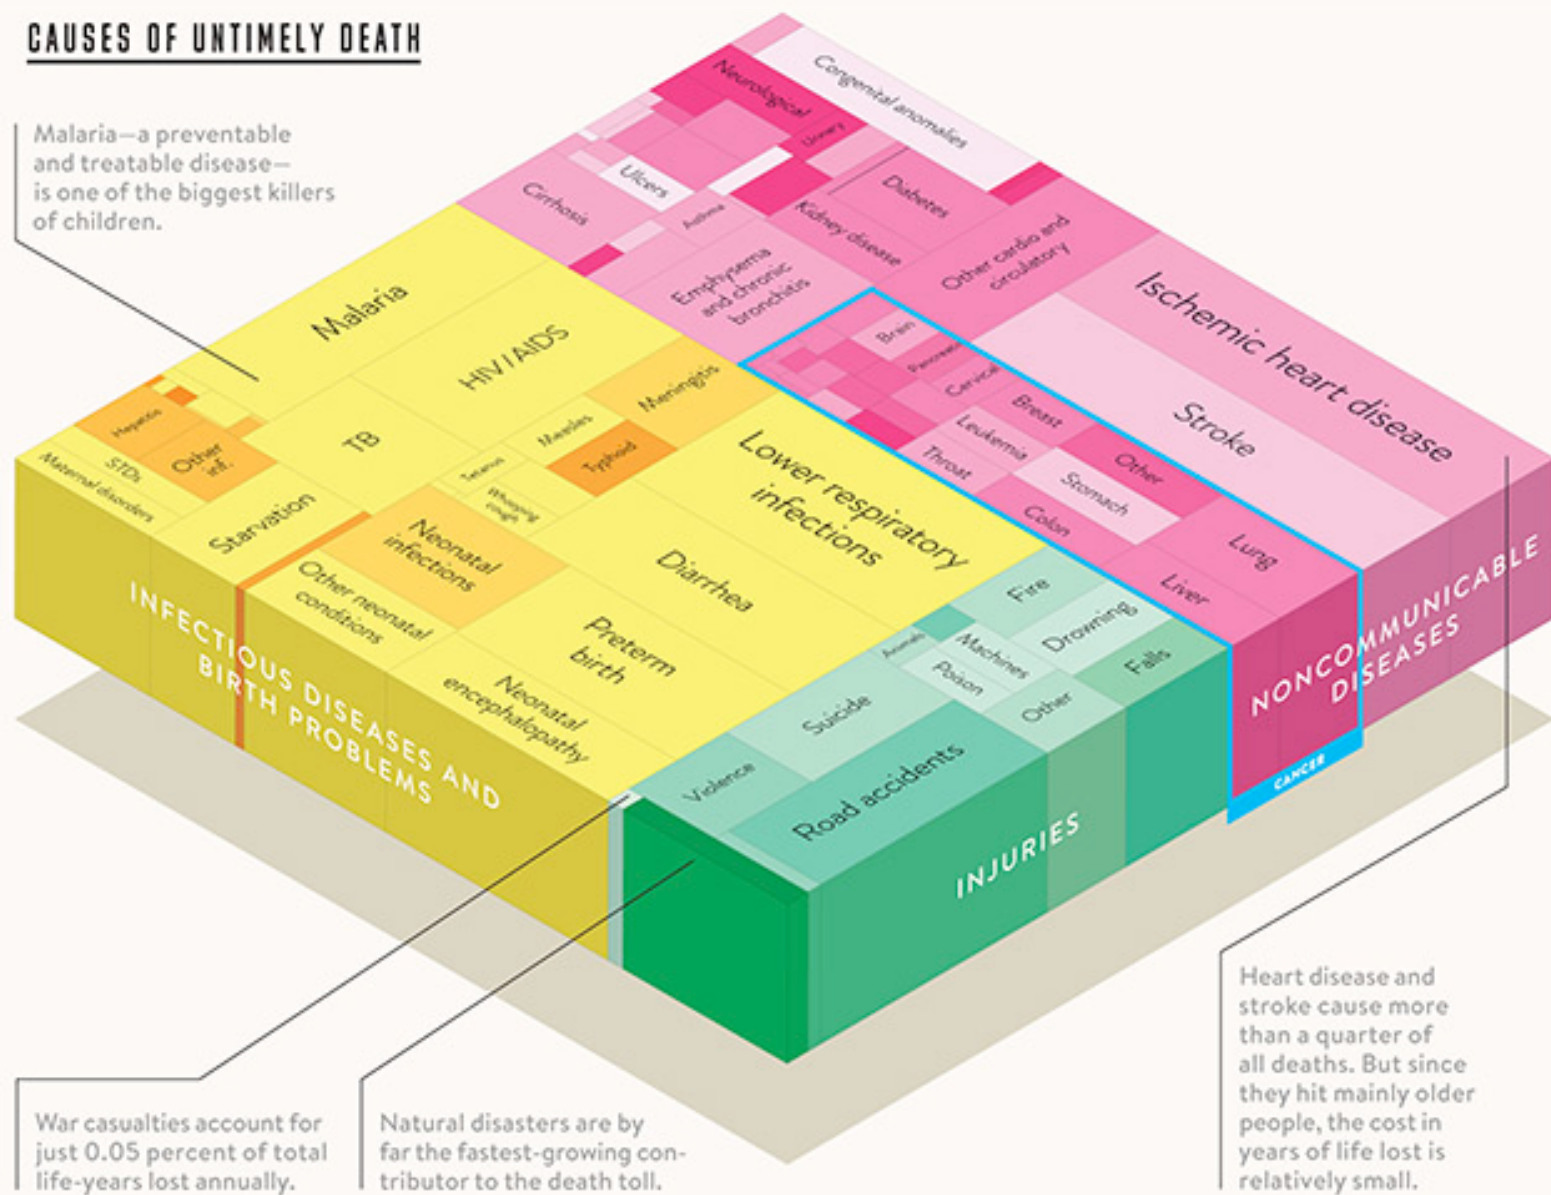 CAUSES OF UNTIMELY DEATH
Malaria—a preventable
and treatable disease—
is one of the biggest killers
of children.
Congenital anomalies
Neurological
Urinary
Ulcers
Cirrhosis
Asthma
Diabetes
Kidney disease
Other cardio and
circulatory
Emphysema
and chronic
bronchitis
Ischemic heart disease
Stroke
Brain
Pancreatic
Cervical
Breast
Leukemia
Other
Throat
Stomach
Colon
Lung
Liver
Malaria
HIV/AIDS
Meningitis
Measles
Typhoid
TB
Tetanus
Whooping
cough
Hepatitis
Other
inf.
STDs
Maternal disorders
Starvation
Neonatal
infections
Other neonatal
conditions
Lower respiratory
infections
Diarrhea
Preterm
birth
Neonatal
encephalopathy
Fire
Drowning
Animals
Machines
Poison
Falls
Other
Suicide
Violence
Road accidents
INFECTIOUS DISEASES AND
BIRTH PROBLEMS
INJURIES
NONCOMMUNICABLE
DISEASES
CANCER
War casualties account for
just 0.05 percent of total
life-years lost annually.
Natural disasters are by
far the fastest-growing con-
tributor to the death toll.
Heart disease and
stroke cause more
than a quarter of
all deaths. But since
they hit mainly older
people, the cost in
years of life lost is
relatively small.